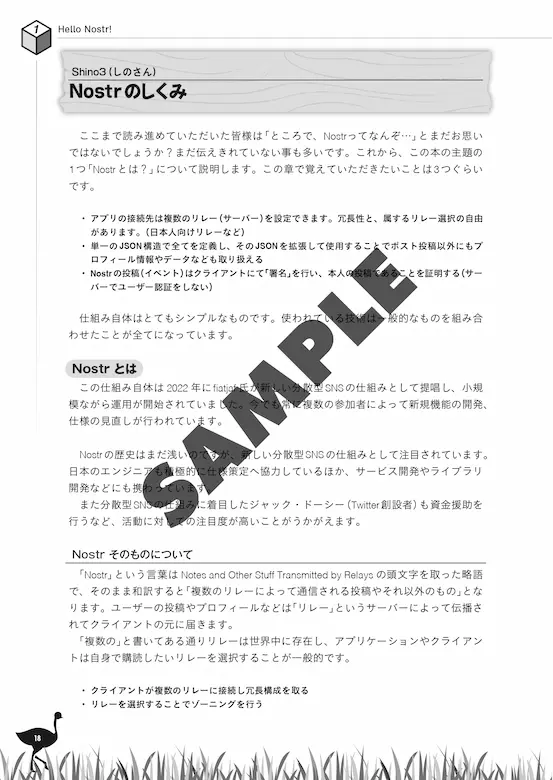 1
Hello Nostr!
Shino3(しのさん)
Nostrのしくみ
ここまで読み進めていただいた皆様は「ところで、Nostrってなんぞ…」とまだお思い
ではないでしょうか?まだ伝えきれていない事も多いです。これから、この本の主題の
1つ「Nostrとは?」について説明します。この章で覚えていただきたいことは3つぐらい
です。
・アプリの接続先は複数のリレー(サーバー)を設定できます。冗長性と、属するリレー選択の自由
があります。(日本人向けリレーなど)
・単一のJSON構造で全てを定義し、そのJSONを拡張して使用することでポスト投稿以外にもプ
ロフィール情報やデータなども取り扱える
・Nostrの投稿(イベント)はクライアントにて「署名」を行い、本人の投稿であることを証明する(サー
バーでユーザー認証をしない)
仕組み自体はとてもシンプルなものです。使われている技術は一般的なものを組み合
わせたことが全てになっています。
Nostr とは
この仕組み自体は 2022 年にfiatjaf氏が新しい分散型SNSの仕組みとして提唱し、小規
模ながら運用が開始されていました。今でも常に複数の参加者によって新規機能の開発、
仕様の見直しが行われています。
Nostrの歴史はまだ浅いのですが、新しい分散型SNSの仕組みとして注目されています。
日本のエンジニアも積極的に仕様策定へ協力しているほか、サービス開発やライブラリ
開発などにも携わっています。
また分散型SNSの仕組みに着目したジャック・ドーシー(Twitter創設者)も資金援助を
行うなど、活動に対しての注目度が高いことがうかがえます。
Nostr そのものについて
「Nostr」という言葉は Notes and Other Stuff Transmitted by Relays の頭文字を取った略語
で、そのまま和訳すると「複数のリレーによって通信される投稿やそれ以外のもの」とな
ります。ユーザーの投稿やプロフィールなどは「リレー」というサーバーによって伝播さ
れてクライアントの元に届きます。
「複数の」と書いてある通りリレーは世界中に存在し、アプリケーションやクライアン
トは自身で購読したいリレーを選択することが一般的です。
・クライアントが複数のリレーに接続し冗長構成を取る
・リレーを選択することでゾーニングを行う
18
SAMPLE